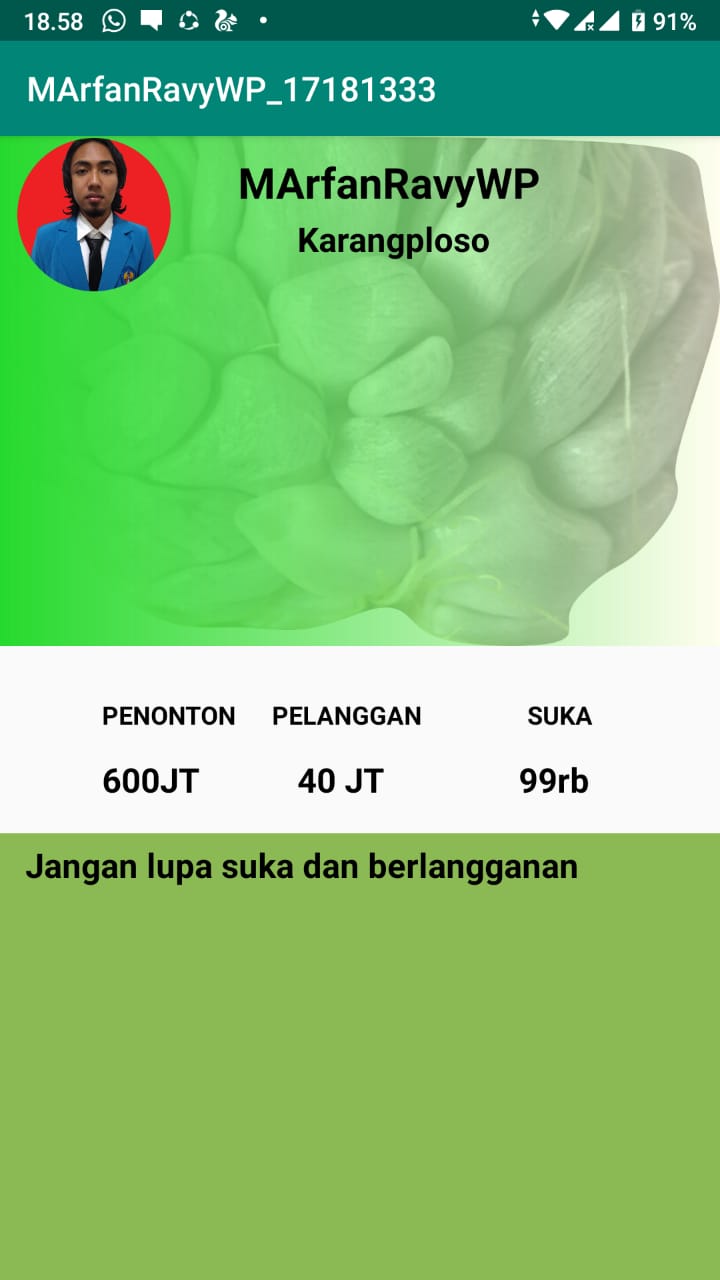 18.58 91%
MArfanRavyWP_17181333
MArfanRavyWP
Karangploso
PENONTON PELANGGAN SUKA
600JT 40 JT 99rb
Jangan lupa suka dan berlangganan